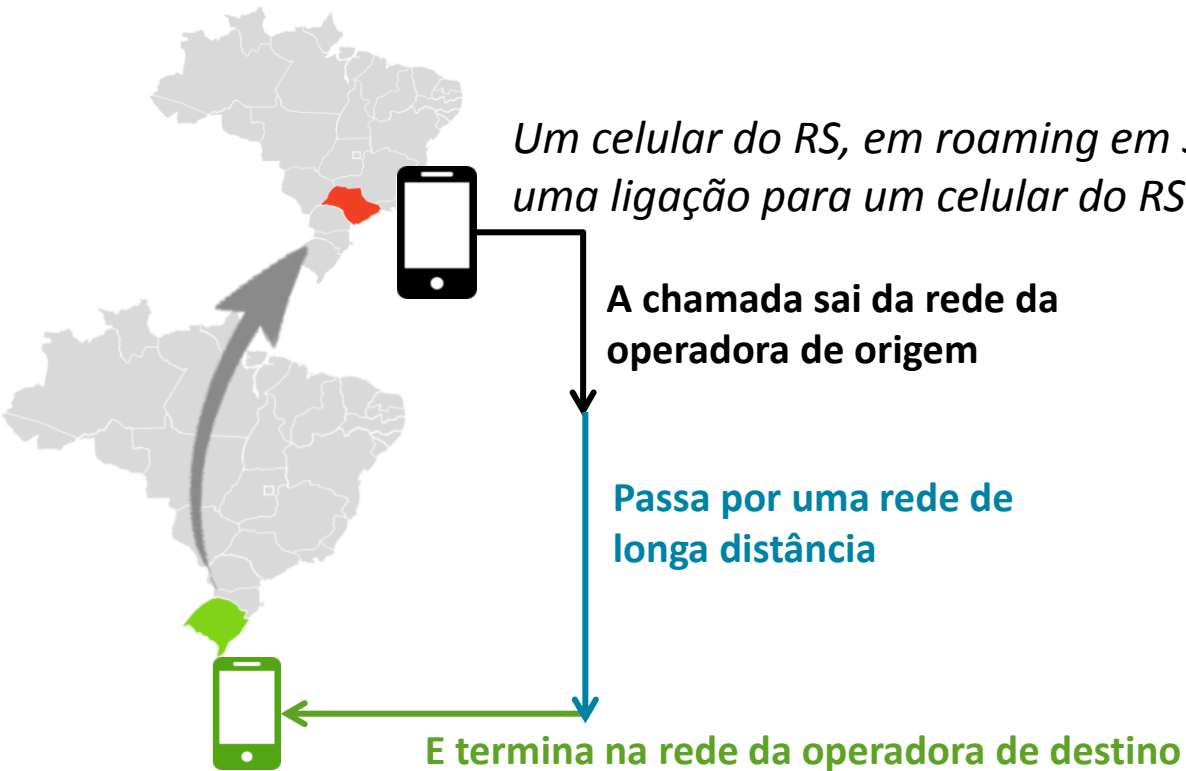 Um celular do RS, em roaming em
uma ligação para um celular do RS
A chamada sai da rede da
operadora de origem
Passa por uma rede de
longa distância
E termina na rede da operadora de destino